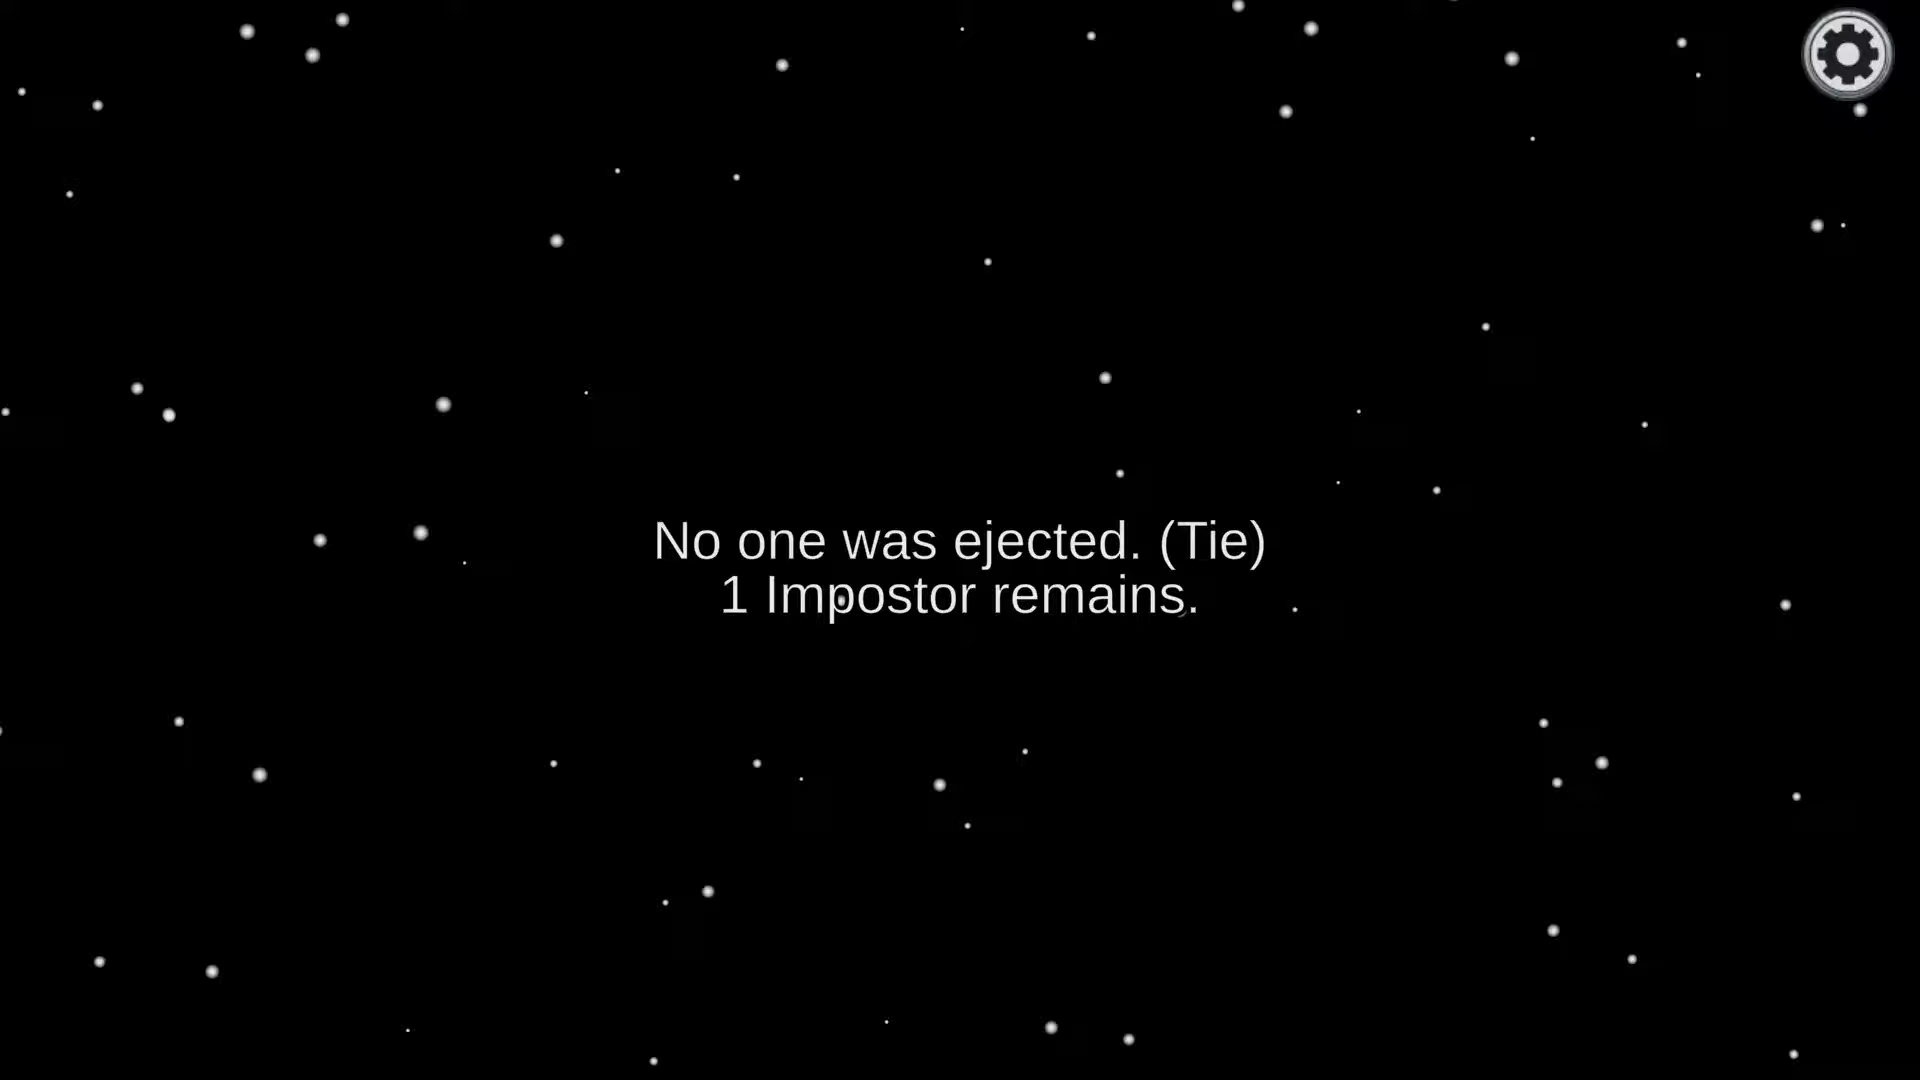 No one was ejected. (Tie)
1 Impostor remains.